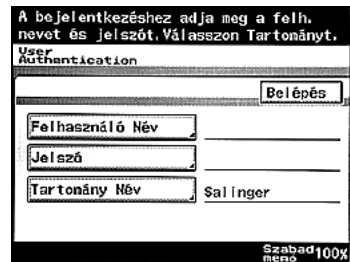 A bejelentkezéshez adja meg a felh.
nevet és jelszót,Válasszon Tartományt.
User
Authentication
Belépés
Felhasználó Név
Jelszó
Tartomány Név Salinger
Szabad 100%
menü